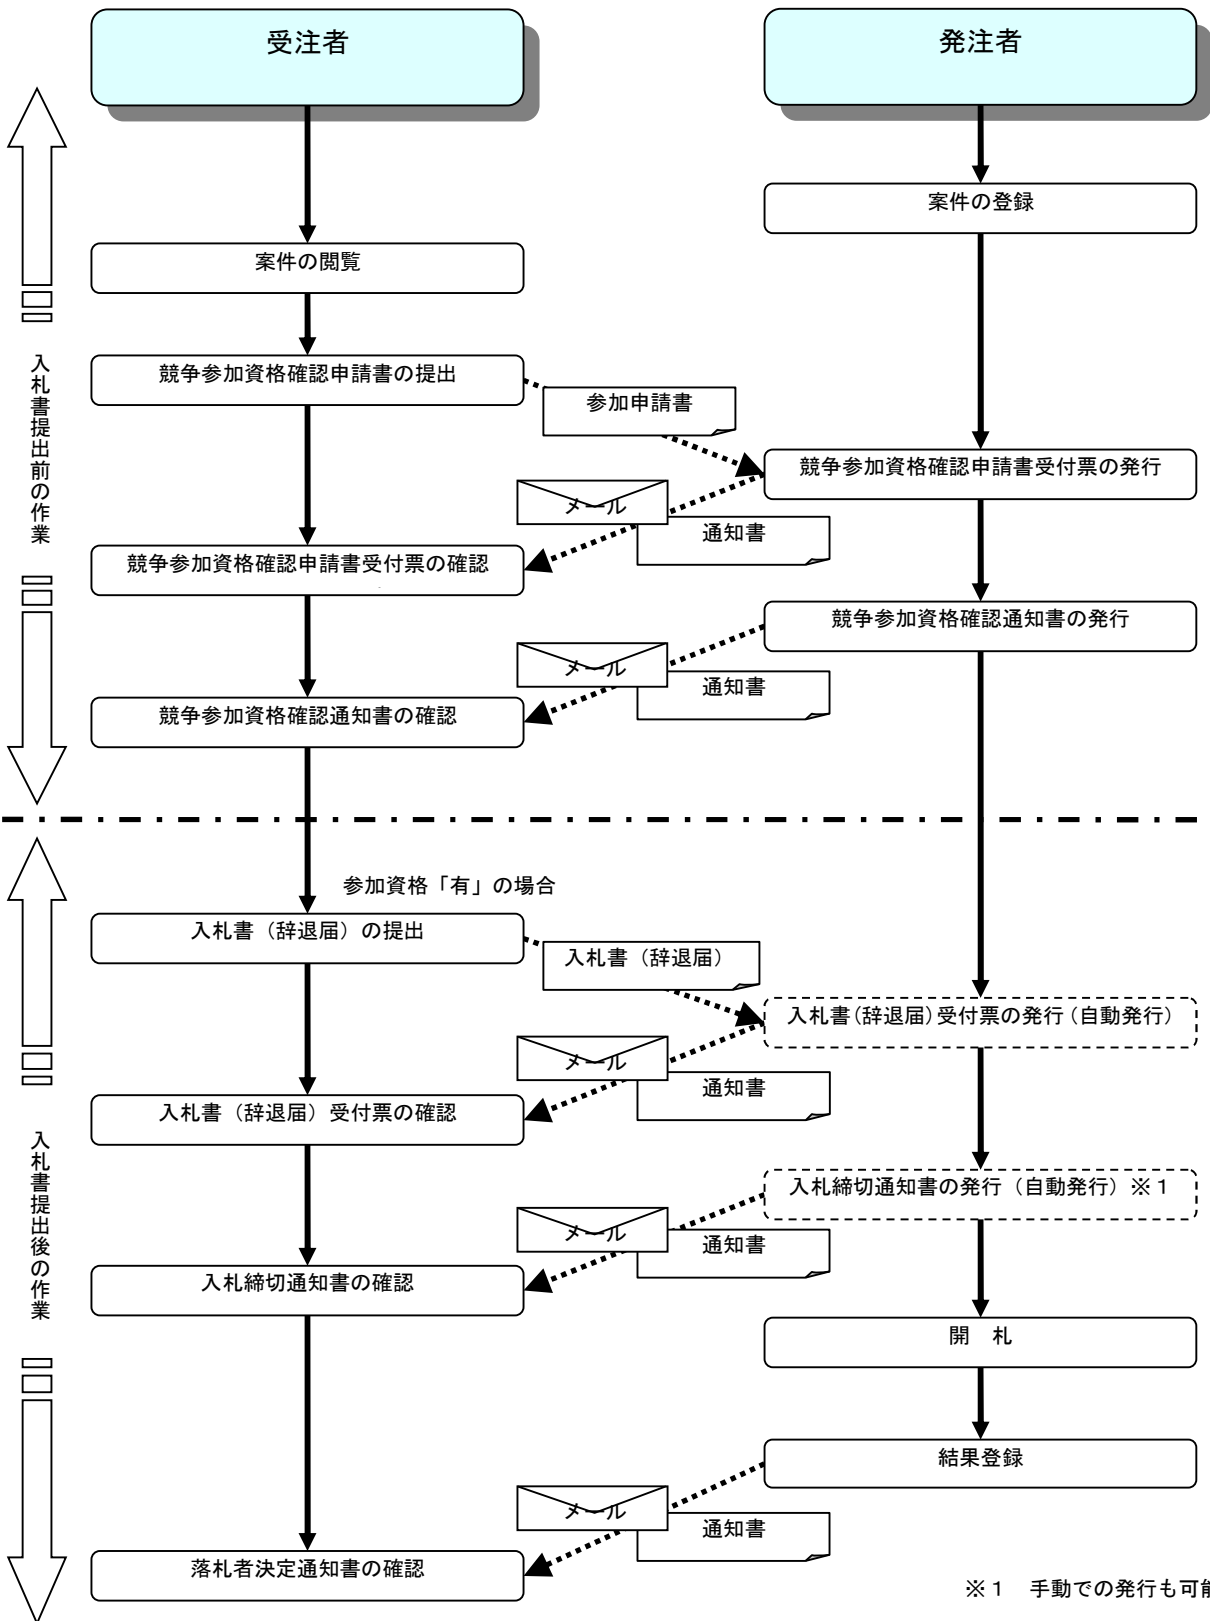 受注者
発注者
案件の登録
案件の閲覧
競争参加資格確認申請書の提出
参加申請書
競争参加資格確認申請書受付票の発行
メール
通知書
競争参加資格確認申請書受付票の確認
入札書提出前の作業
競争参加資格確認通知書の発行
メール
通知書
競争参加資格確認通知書の確認
参加資格「有」の場合
入札書（辞退届）の提出
入札書（辞退届）
入札書(辞退届)受付票の発行(自動発行)
メール
通知書
入札書（辞退届）受付票の確認
入札書提出後の作業
入札締切通知書の発行（自動発行）※１
メール
通知書
入札締切通知書の確認
開　札
結果登録
メール
通知書
落札者決定通知書の確認
※１　手動での発行も可能